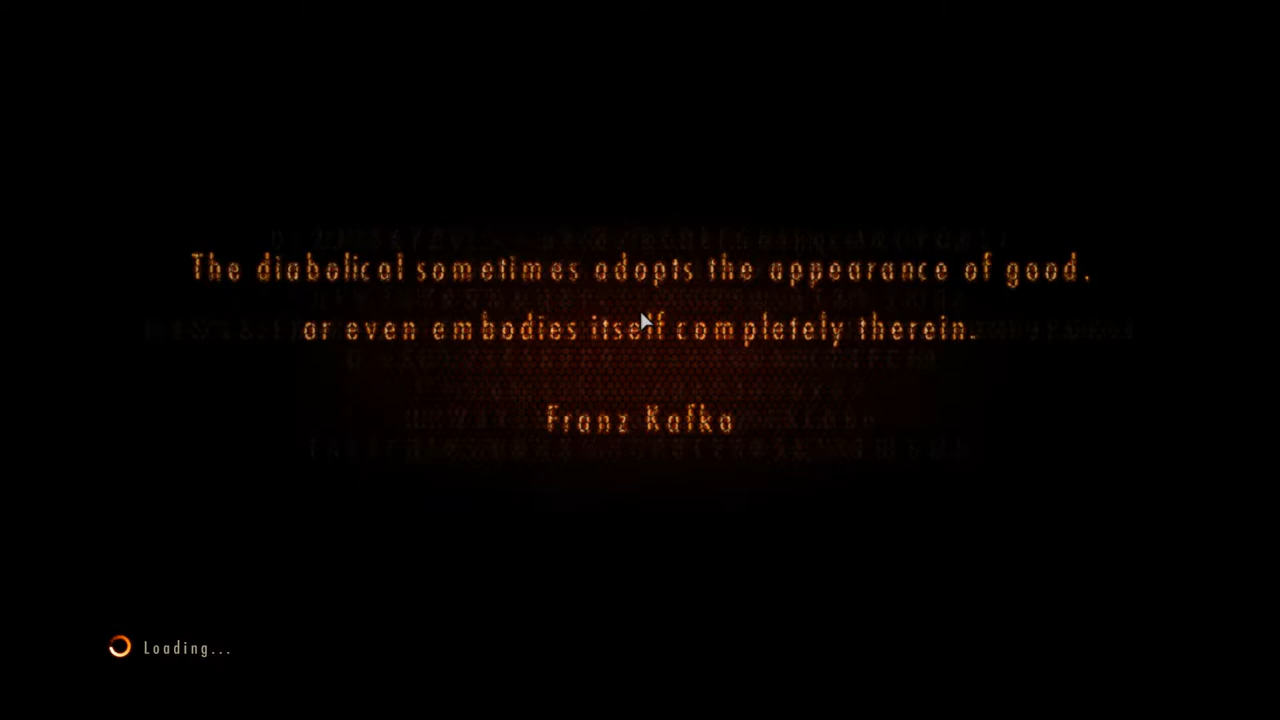 The diabolical sometimes adopts the appearance of good.
or even embodies itself completely therein.
Franz Kafka
Loading...